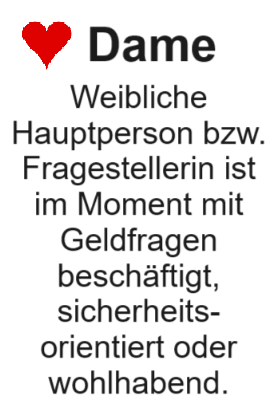 Dame
Weibliche
Hauptperson bzw.
Fragestellerin ist
im Moment mit
Geldfragen
beschäftigt,
sicherheits-
orientiert oder
wohlhabend.